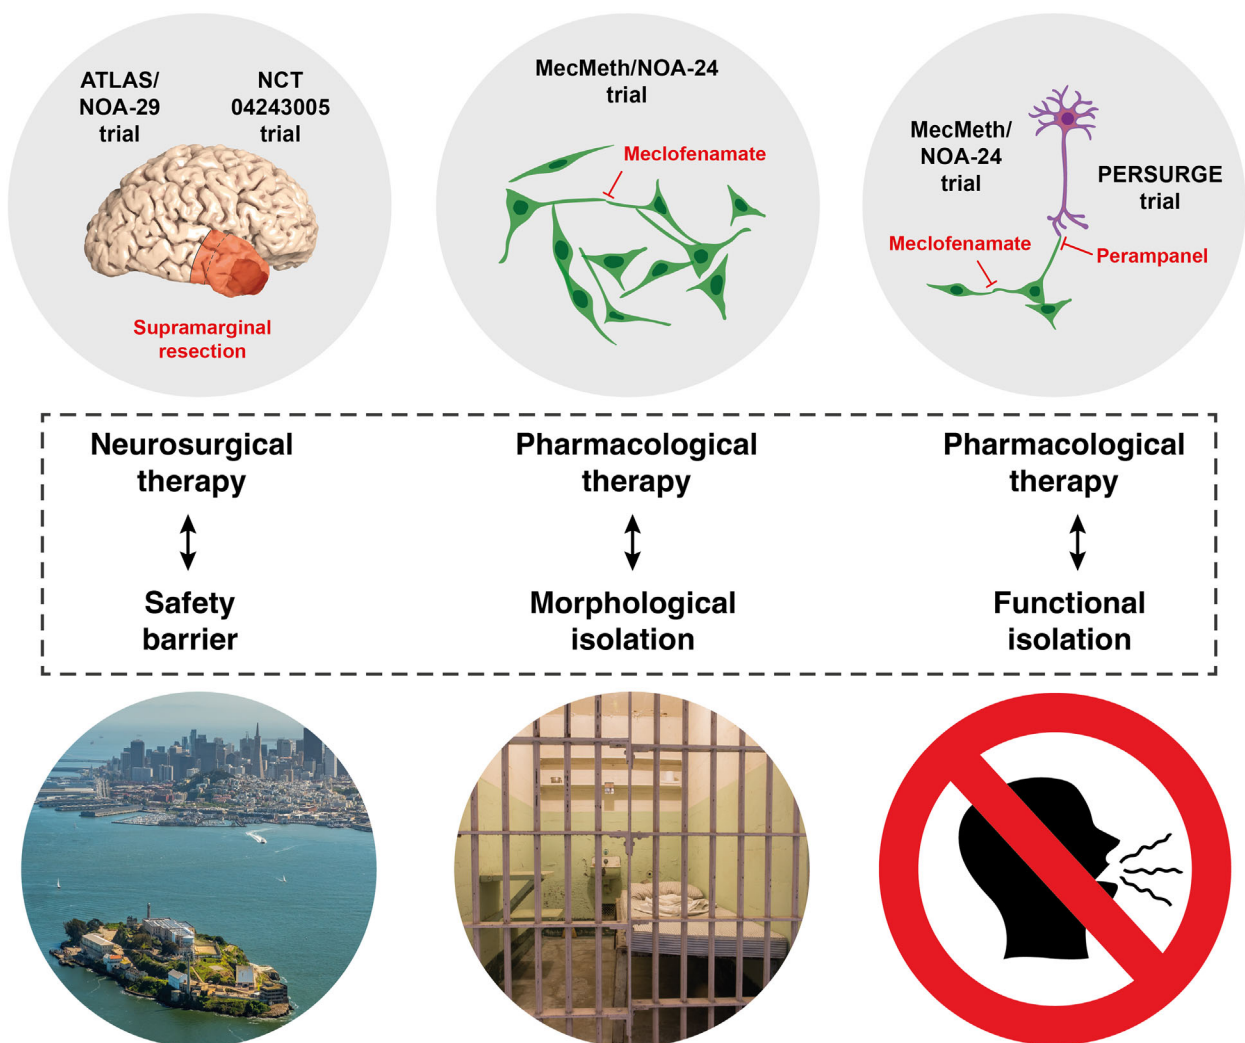 ATLAS/
NOA-29
trial
NCT
04243005
trial
Supramarginal
resection
MecMeth/NOA-24
trial
Meclofenamate
MecMeth/
NOA-24
trial
PERSURGE
trial
Meclofenamate
Perampanel
Neurosurgical
therapy
Safety
barrier
Pharmacological
therapy
Morphological
isolation
Pharmacological
therapy
Functional
isolation